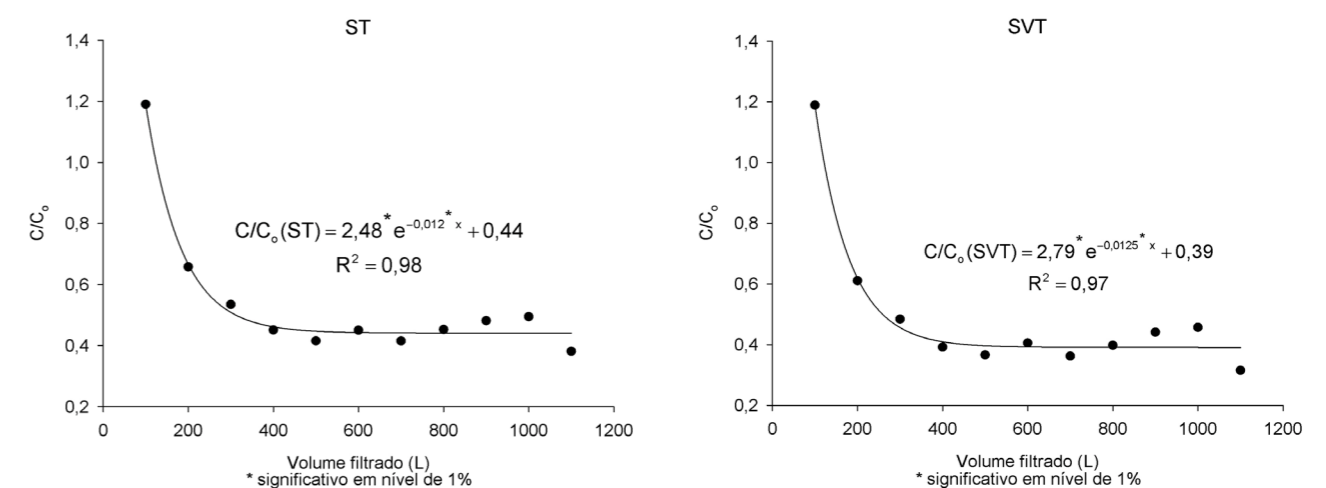 ST
1,4
1,2
1,0
0,8
0,6
0,4
0,2
C/Co
C/Co(ST) = 2,48* e^−0,012* x + 0,44
R² = 0,98
0 200 400 600 800 1000 1200
Volume filtrado (L)
* significativo em nível de 1%
SVT
1,4
1,2
1,0
0,8
0,6
0,4
0,2
C/Co
C/Co(SVT) = 2,79* e^−0,0125* x + 0,39
R² = 0,97
0 200 400 600 800 1000 1200
Volume filtrado (L)
* significativo em nível de 1%